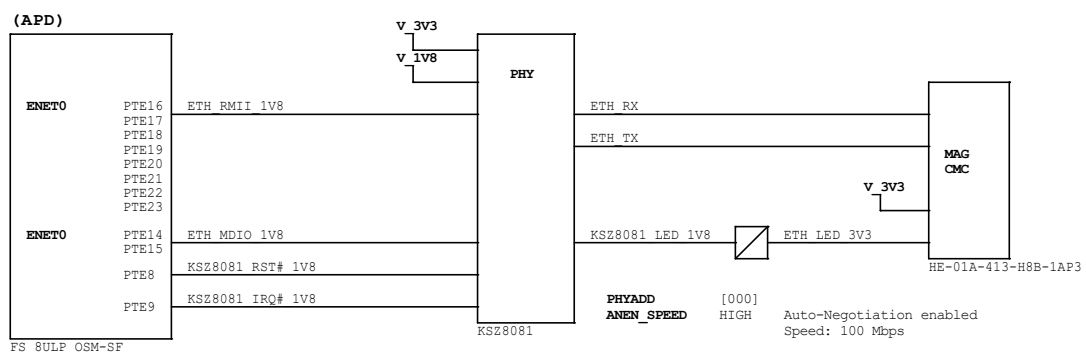 (APD)
V_3V3
V_1V8
PHY
ENET0 PTE16 ETH_RMII_1V8 ETH_RX
PTE17
PTE18
PTE19 ETH_TX
PTE20
PTE21
PTE22
PTE23
MAG
CMC
V_3V3
ENET0 PTE14 ETH_MDIO_1V8 KSZ8081_LED_1V8 ETH_LED_3V3
PTE15
PTE8 KSZ8081_RST#_1V8
HE-01A-413-H8B-1AP3
PTE9 KSZ8081_IRQ#_1V8
PHYADD [000]
ANEN_SPEED HIGH Auto-Negotiation enabled
Speed: 100 Mbps
KSZ8081
FS 8ULP OSM-SF